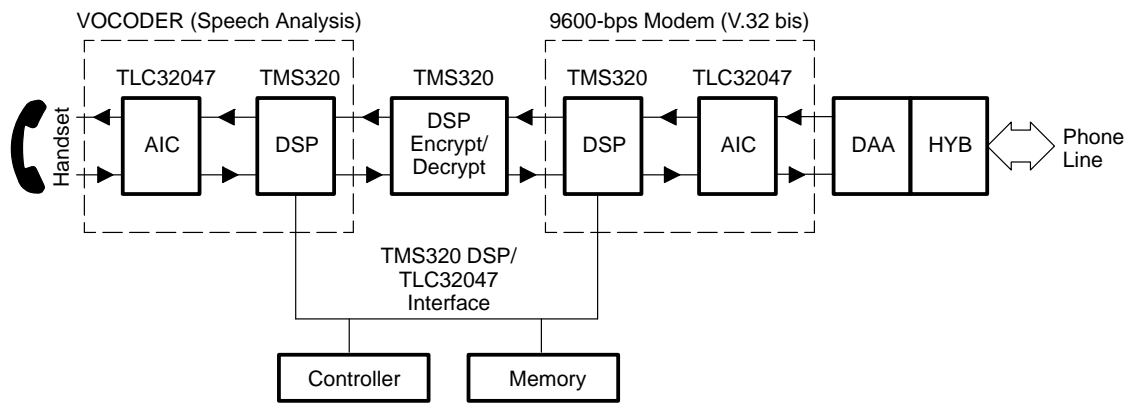 VOCODER (Speech Analysis)
9600-bps Modem (V.32 bis)
TLC32047
TMS320
TMS320
TMS320
TLC32047
Handset
AIC
DSP
DSP
Encrypt/
Decrypt
DSP
AIC
DAA
HYB
Phone
Line
TMS320 DSP/
TLC32047
Interface
Controller
Memory